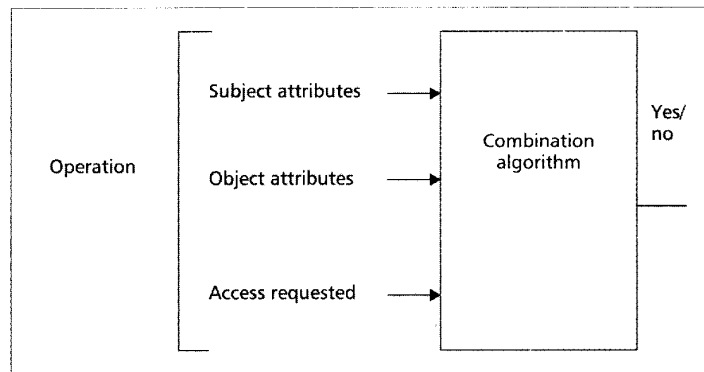 Operation
Subject attributes
Object attributes
Access requested
Combination
algorithm
Yes/
no